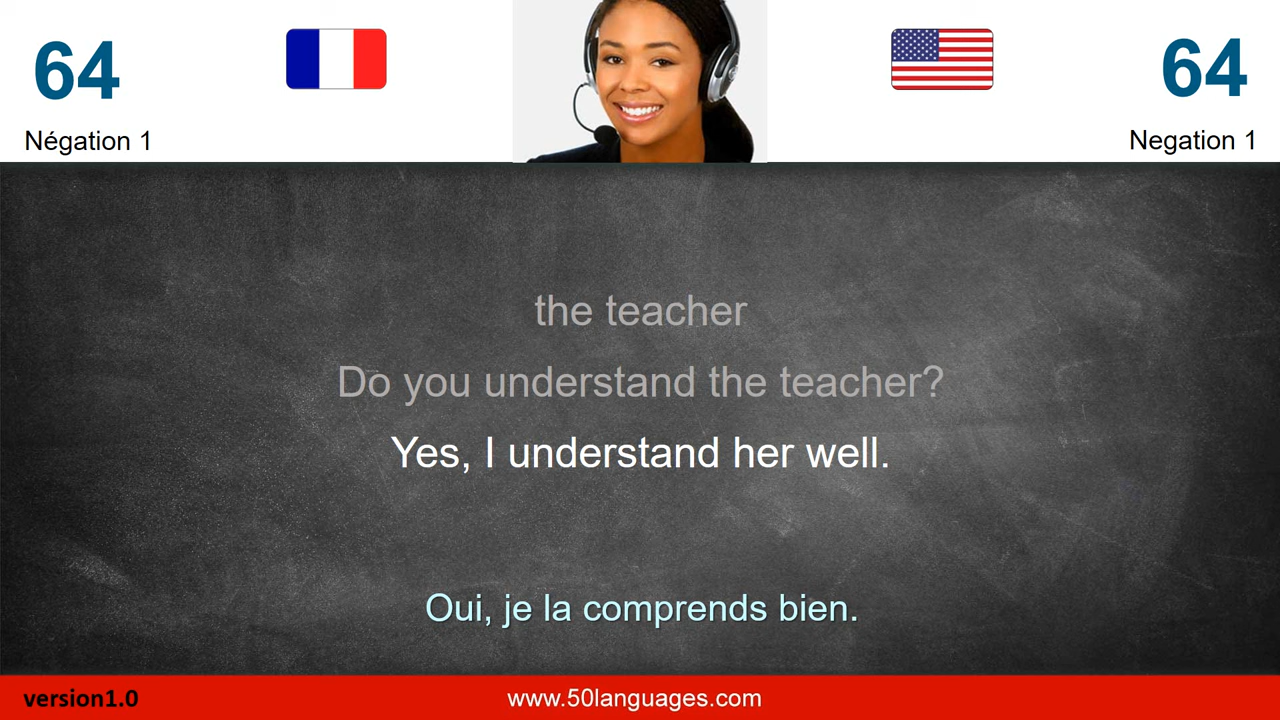 64
64
Négation 1
Negation 1
the teacher
Do you understand the teacher?
Yes, I understand her well.
Oui, je la comprends bien.
version1.0
www.50languages.com